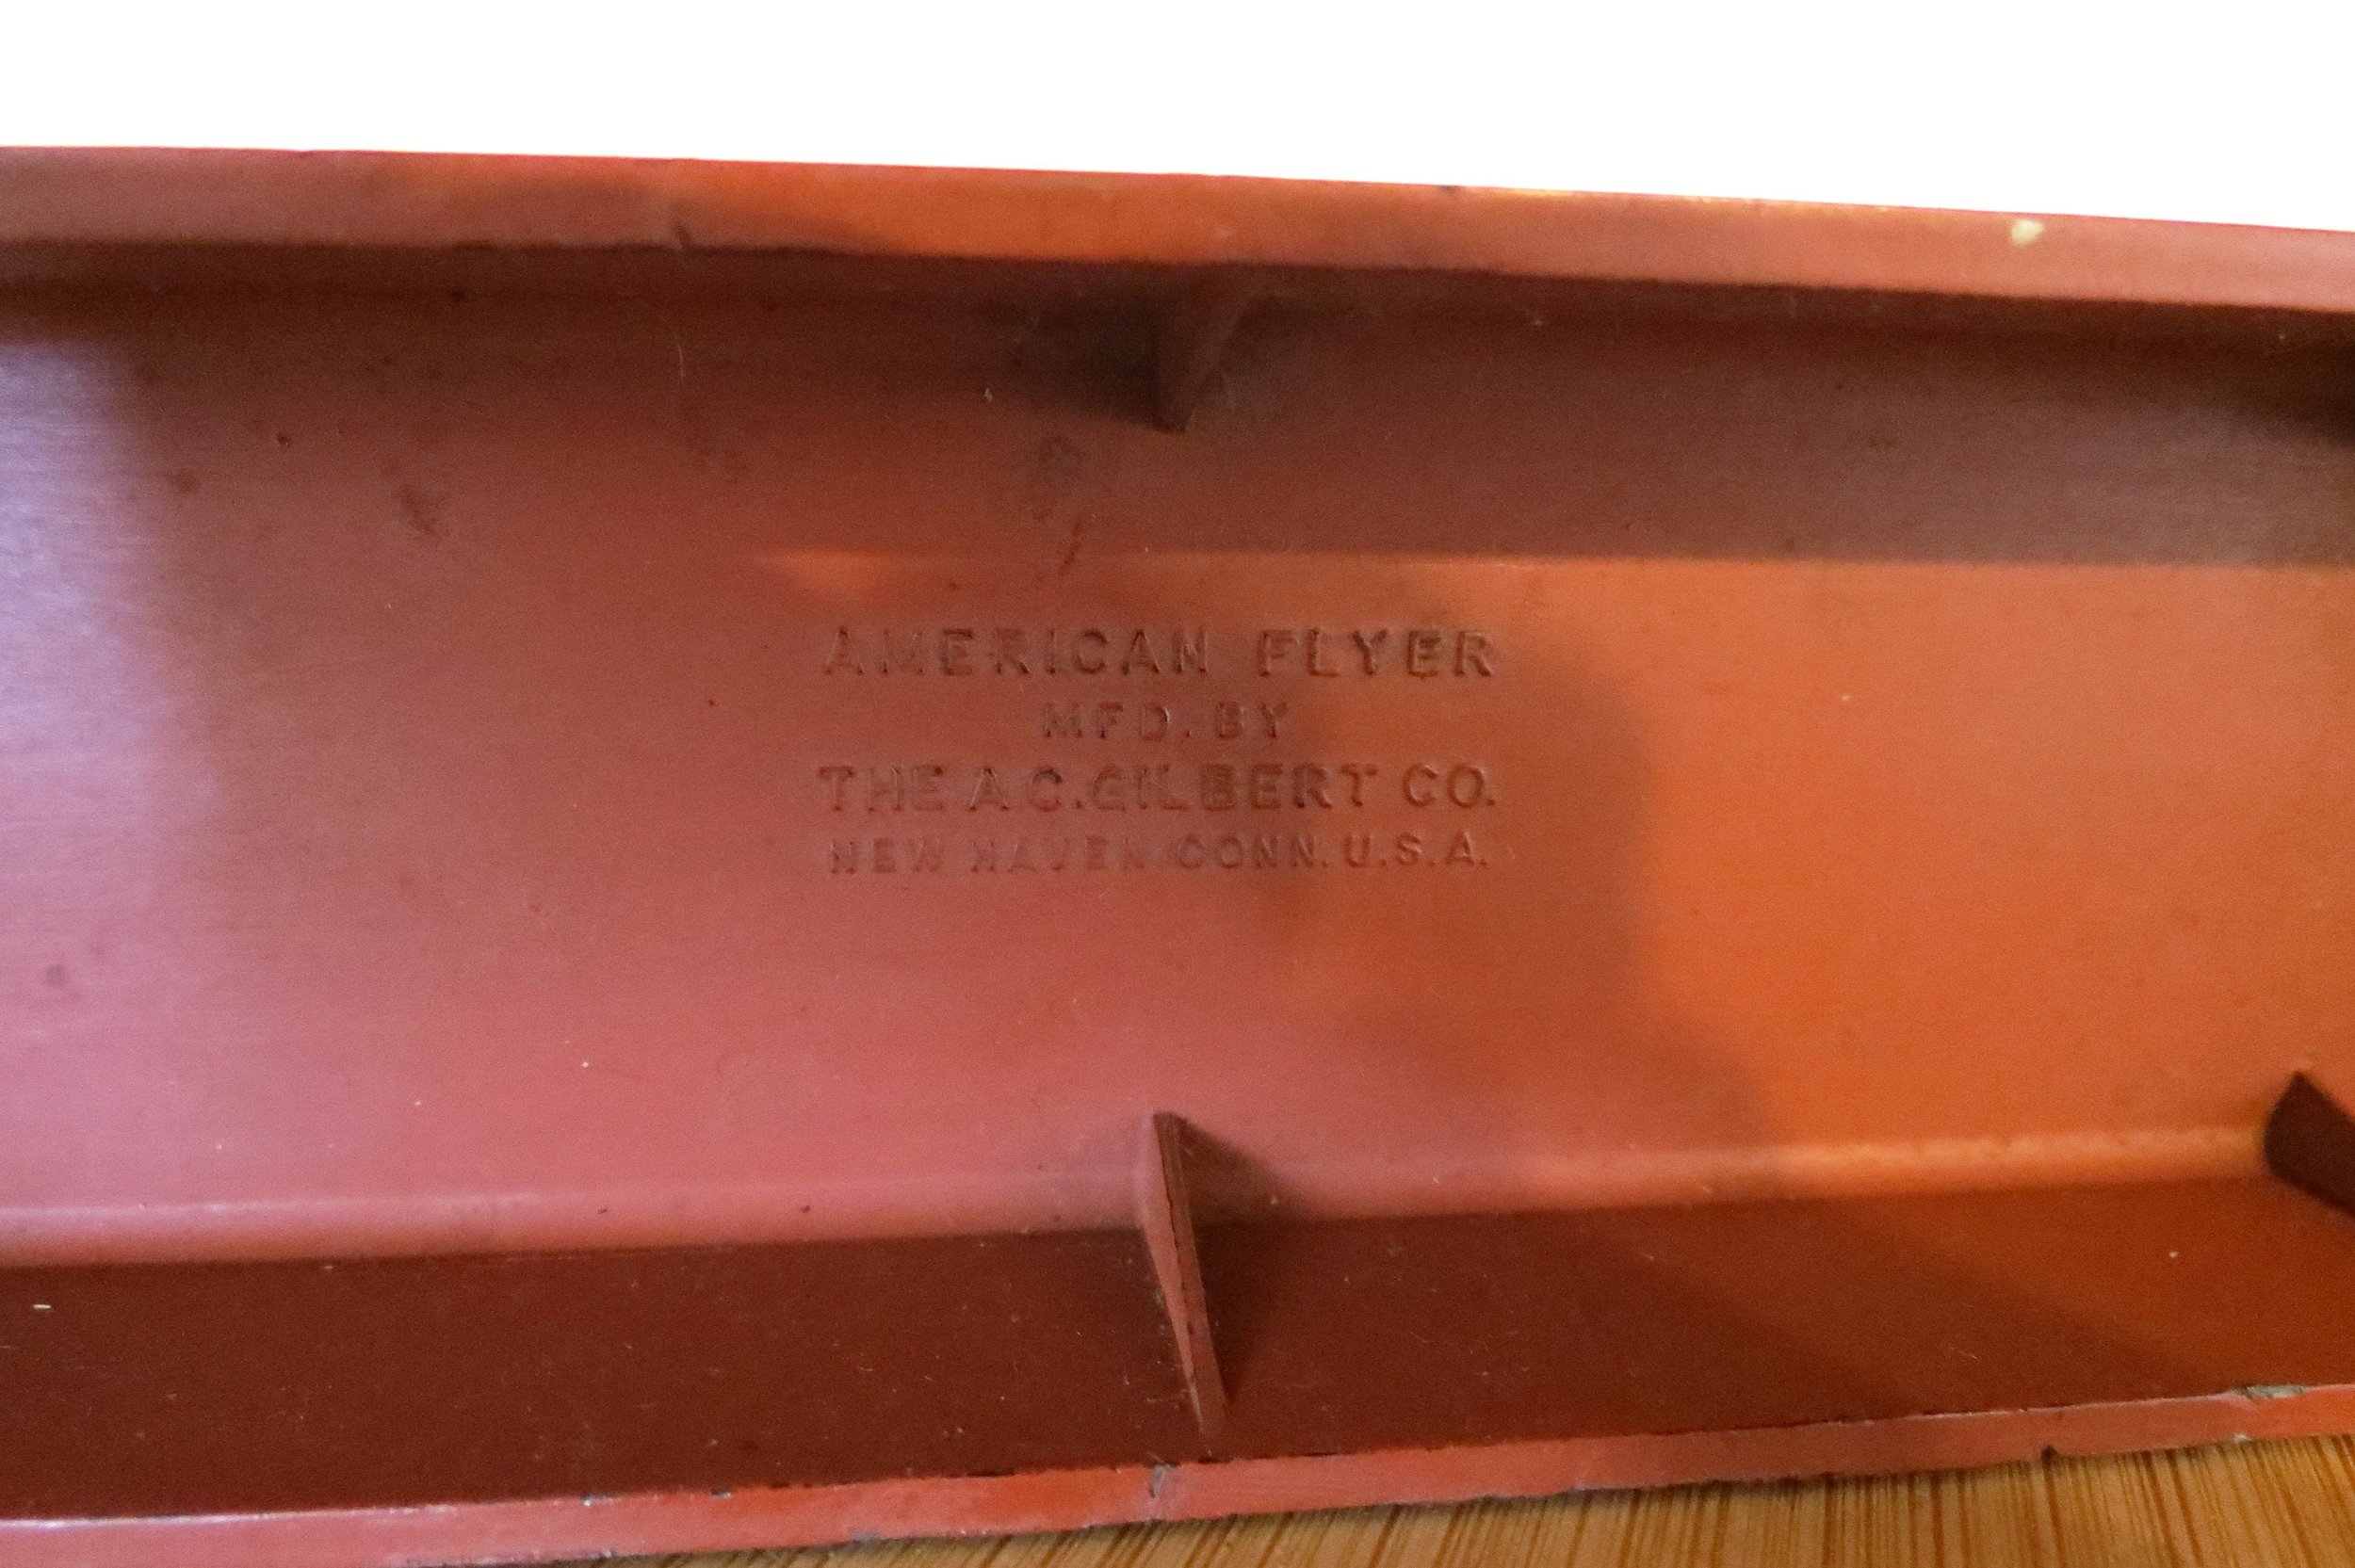 AMERICAN FLYER
MFD. BY
THE A.C. GILBERT CO.
NEW HAVEN, CONN. U.S.A.